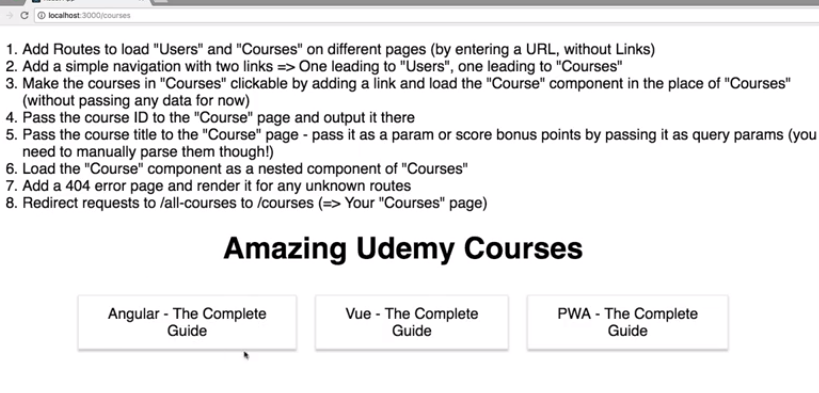 localhost:3000/courses
1. Add Routes to load "Users" and "Courses" on different pages (by entering a URL, without Links)
2. Add a simple navigation with two links => One leading to "Users", one leading to "Courses"
3. Make the courses in "Courses" clickable by adding a link and load the "Course" component in the place of "Courses"
(without passing any data for now)
4. Pass the course ID to the "Course" page and output it there
5. Pass the course title to the "Course" page - pass it as a param or score bonus points by passing it as query params (you
need to manually parse them though!)
6. Load the "Course" component as a nested component of "Courses"
7. Add a 404 error page and render it for any unknown routes
8. Redirect requests to /all-courses to /courses (=> Your "Courses" page)
Amazing Udemy Courses
Angular - The Complete
Guide
Vue - The Complete
Guide
PWA - The Complete
Guide